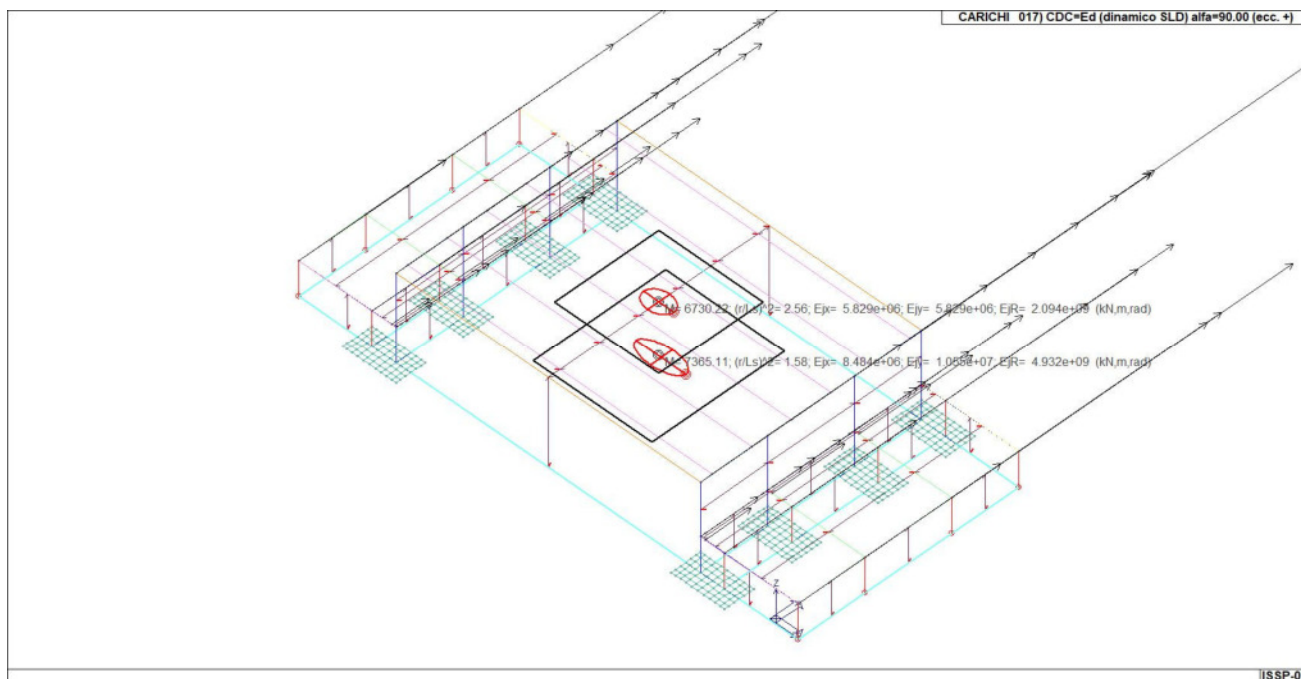 CARICHI 017) CDC=Ed (dinamico SLD) alfa=90.00 (ecc. +)
M= 6730.22; (r/Ls)^2= 2.56; Ejx= 5.829e+06; Ejy= 5.829e+06; EjR= 2.094e+09 (kN,m,rad)
M= 7365.11; (r/Ls)^2= 1.58; Ejx= 8.484e+06; Ejy= 1.058e+07; EjR= 4.932e+09 (kN,m,rad)
Z
ISSP-0